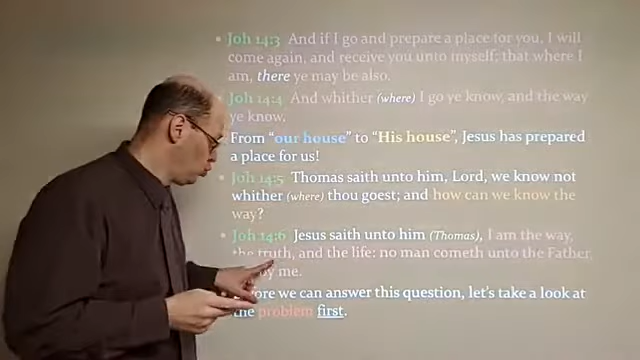 • Joh 14:3 And if I go and prepare a place for you, I will
come again, and receive you unto myself; that where I
am, there ye may be also.
• Joh 14:4 And whither (where) I go ye know, and the way
ye know.
From “our house” to “His house”, Jesus has prepared
a place for us!
• Joh 14:5 Thomas saith unto him, Lord, we know not
whither (where) thou goest; and how can we know the
way?
• Joh 14:6 Jesus saith unto him (Thomas), I am the way,
the truth, and the life: no man cometh unto the Father,
by me.
we can answer this question, let’s take a look at
the problem first.